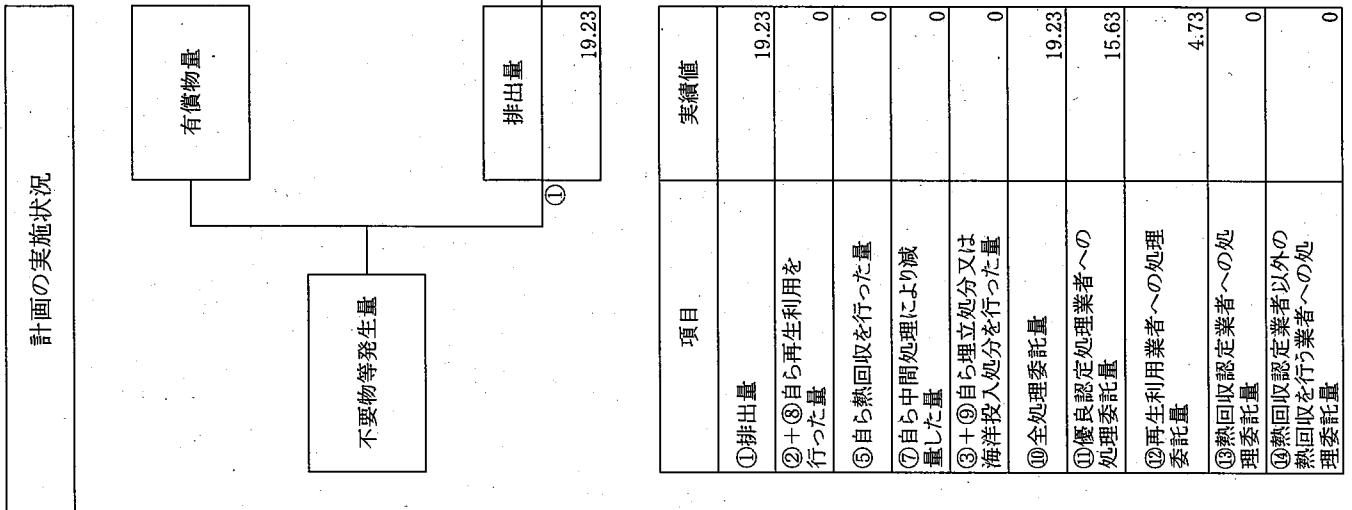 計画の実施状況
有償物量
不要物等発生量
排出量
①
19.23
項目
実績値
①排出量
19.23
②+⑧自ら再生利用を
行った量
0
⑤自ら熱回収を行った量
0
⑦自ら中間処理により減
量した量
0
③+⑨自ら埋立処分又は
海洋投入処分を行った量
0
⑩全処理委託量
19.23
⑪優良認定処理業者への
処理委託量
15.63
⑫再生利用業者への処理
委託量
4.73
⑬熱回収認定業者への処
理委託量
0
⑭熱回収認定業者以外の
熱回収を行う業者への処
理委託量
0